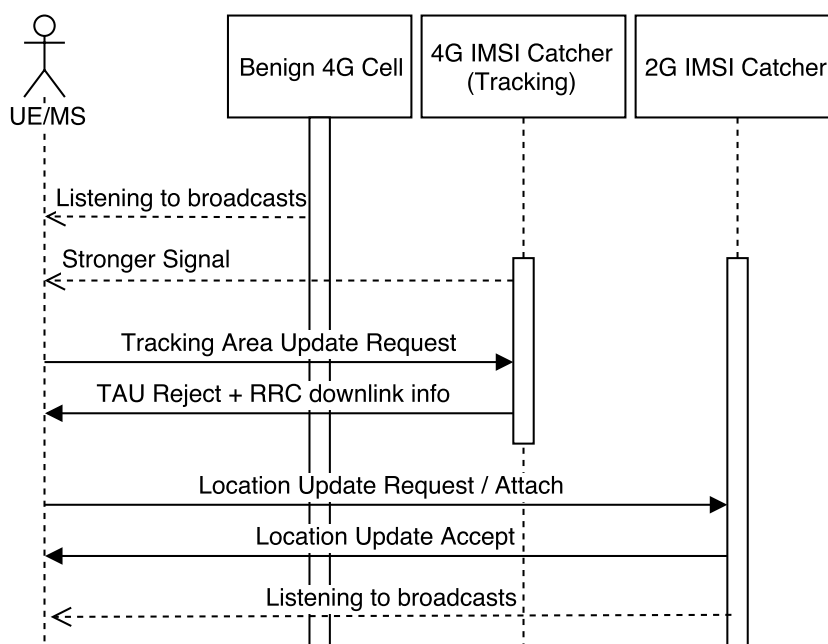 UE/MS
Benign 4G Cell
4G IMSI Catcher
(Tracking)
2G IMSI Catcher
Listening to broadcasts
Stronger Signal
Tracking Area Update Request
TAU Reject + RRC downlink info
Location Update Request / Attach
Location Update Accept
Listening to broadcasts